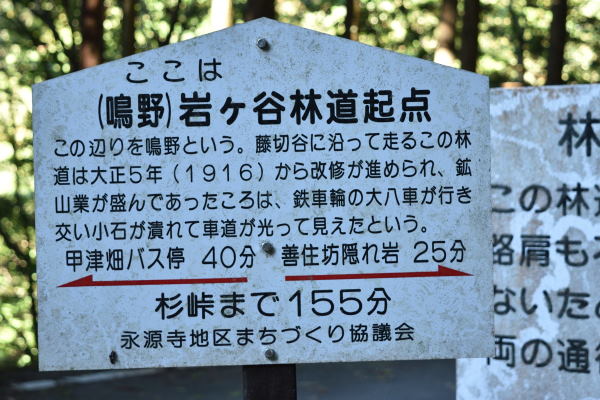 ここは
(鳴野)岩ヶ谷林道起点
この辺りを鳴野という。藤切谷に沿って走るこの林
道は大正5年（1916）から改修が進められ、鉱
山業が盛んであったころは、鉄車輪の大八車が行き
交い小石が潰れて車道が光って見えたという。
甲津畑バス停 40分 善住坊隠れ岩 25分
杉峠まで155分
永源寺地区まちづくり協議会
林
この林道
路肩も
ないた
両の通